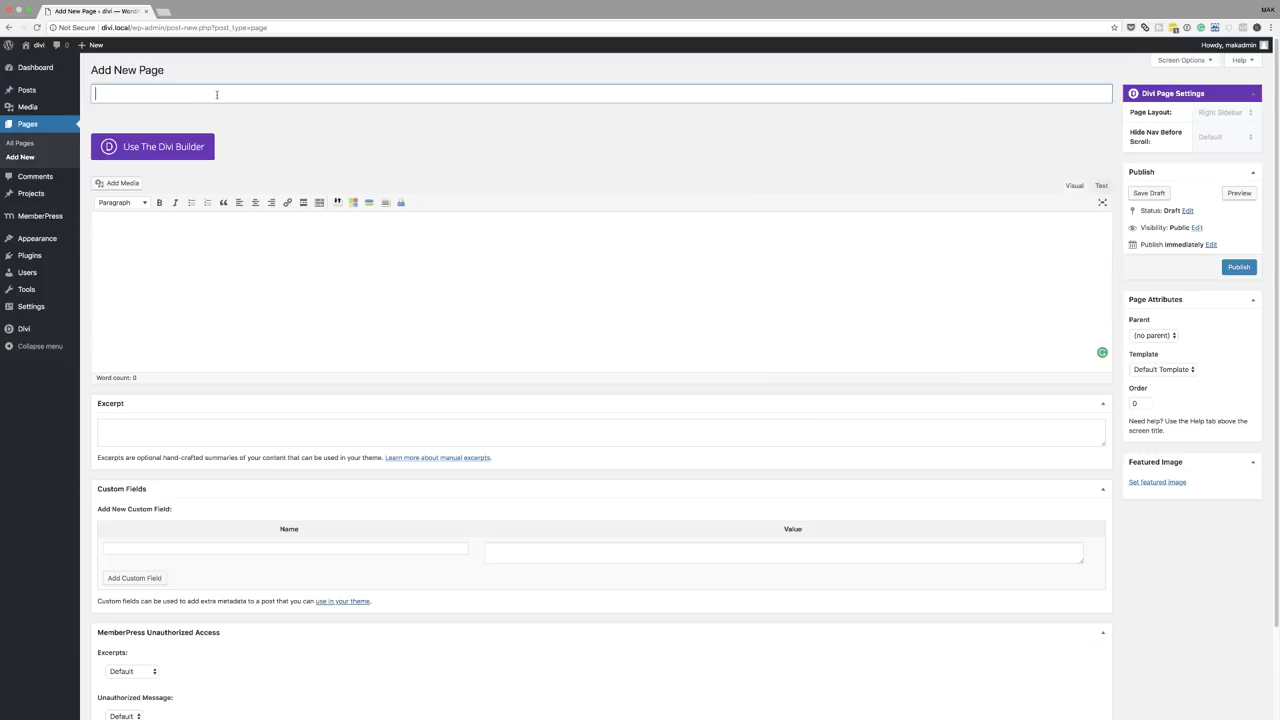 Add New Page ‹ divi — WordPr
MAK
Not Secure divi.local/wp-admin/post-new.php?post_type=page
divi 0 New
Howdy, makadmin
Dashboard
Posts
Media
Pages
All Pages
Add New
Comments
Projects
MemberPress
Appearance
Plugins
Users
Tools
Settings
Divi
Collapse menu
Add New Page
Screen Options Help
Use The Divi Builder
Add Media
Visual Text
Paragraph
Word count: 0
Excerpt
Excerpts are optional hand-crafted summaries of your content that can be used in your theme. Learn more about manual excerpts.
Custom Fields
Add New Custom Field:
Name Value
Add Custom Field
Custom fields can be used to add extra metadata to a post that you can use in your theme.
MemberPress Unauthorized Access
Excerpts:
Default
Unauthorized Message:
Default
Divi Page Settings
Page Layout: Right Sidebar
Hide Nav Before
Scroll:
Default
Publish
Save Draft Preview
Status: Draft Edit
Visibility: Public Edit
Publish immediately Edit
Publish
Page Attributes
Parent
(no parent)
Template
Default Template
Order
0
Need help? Use the Help tab above the
screen title.
Featured Image
Set featured image